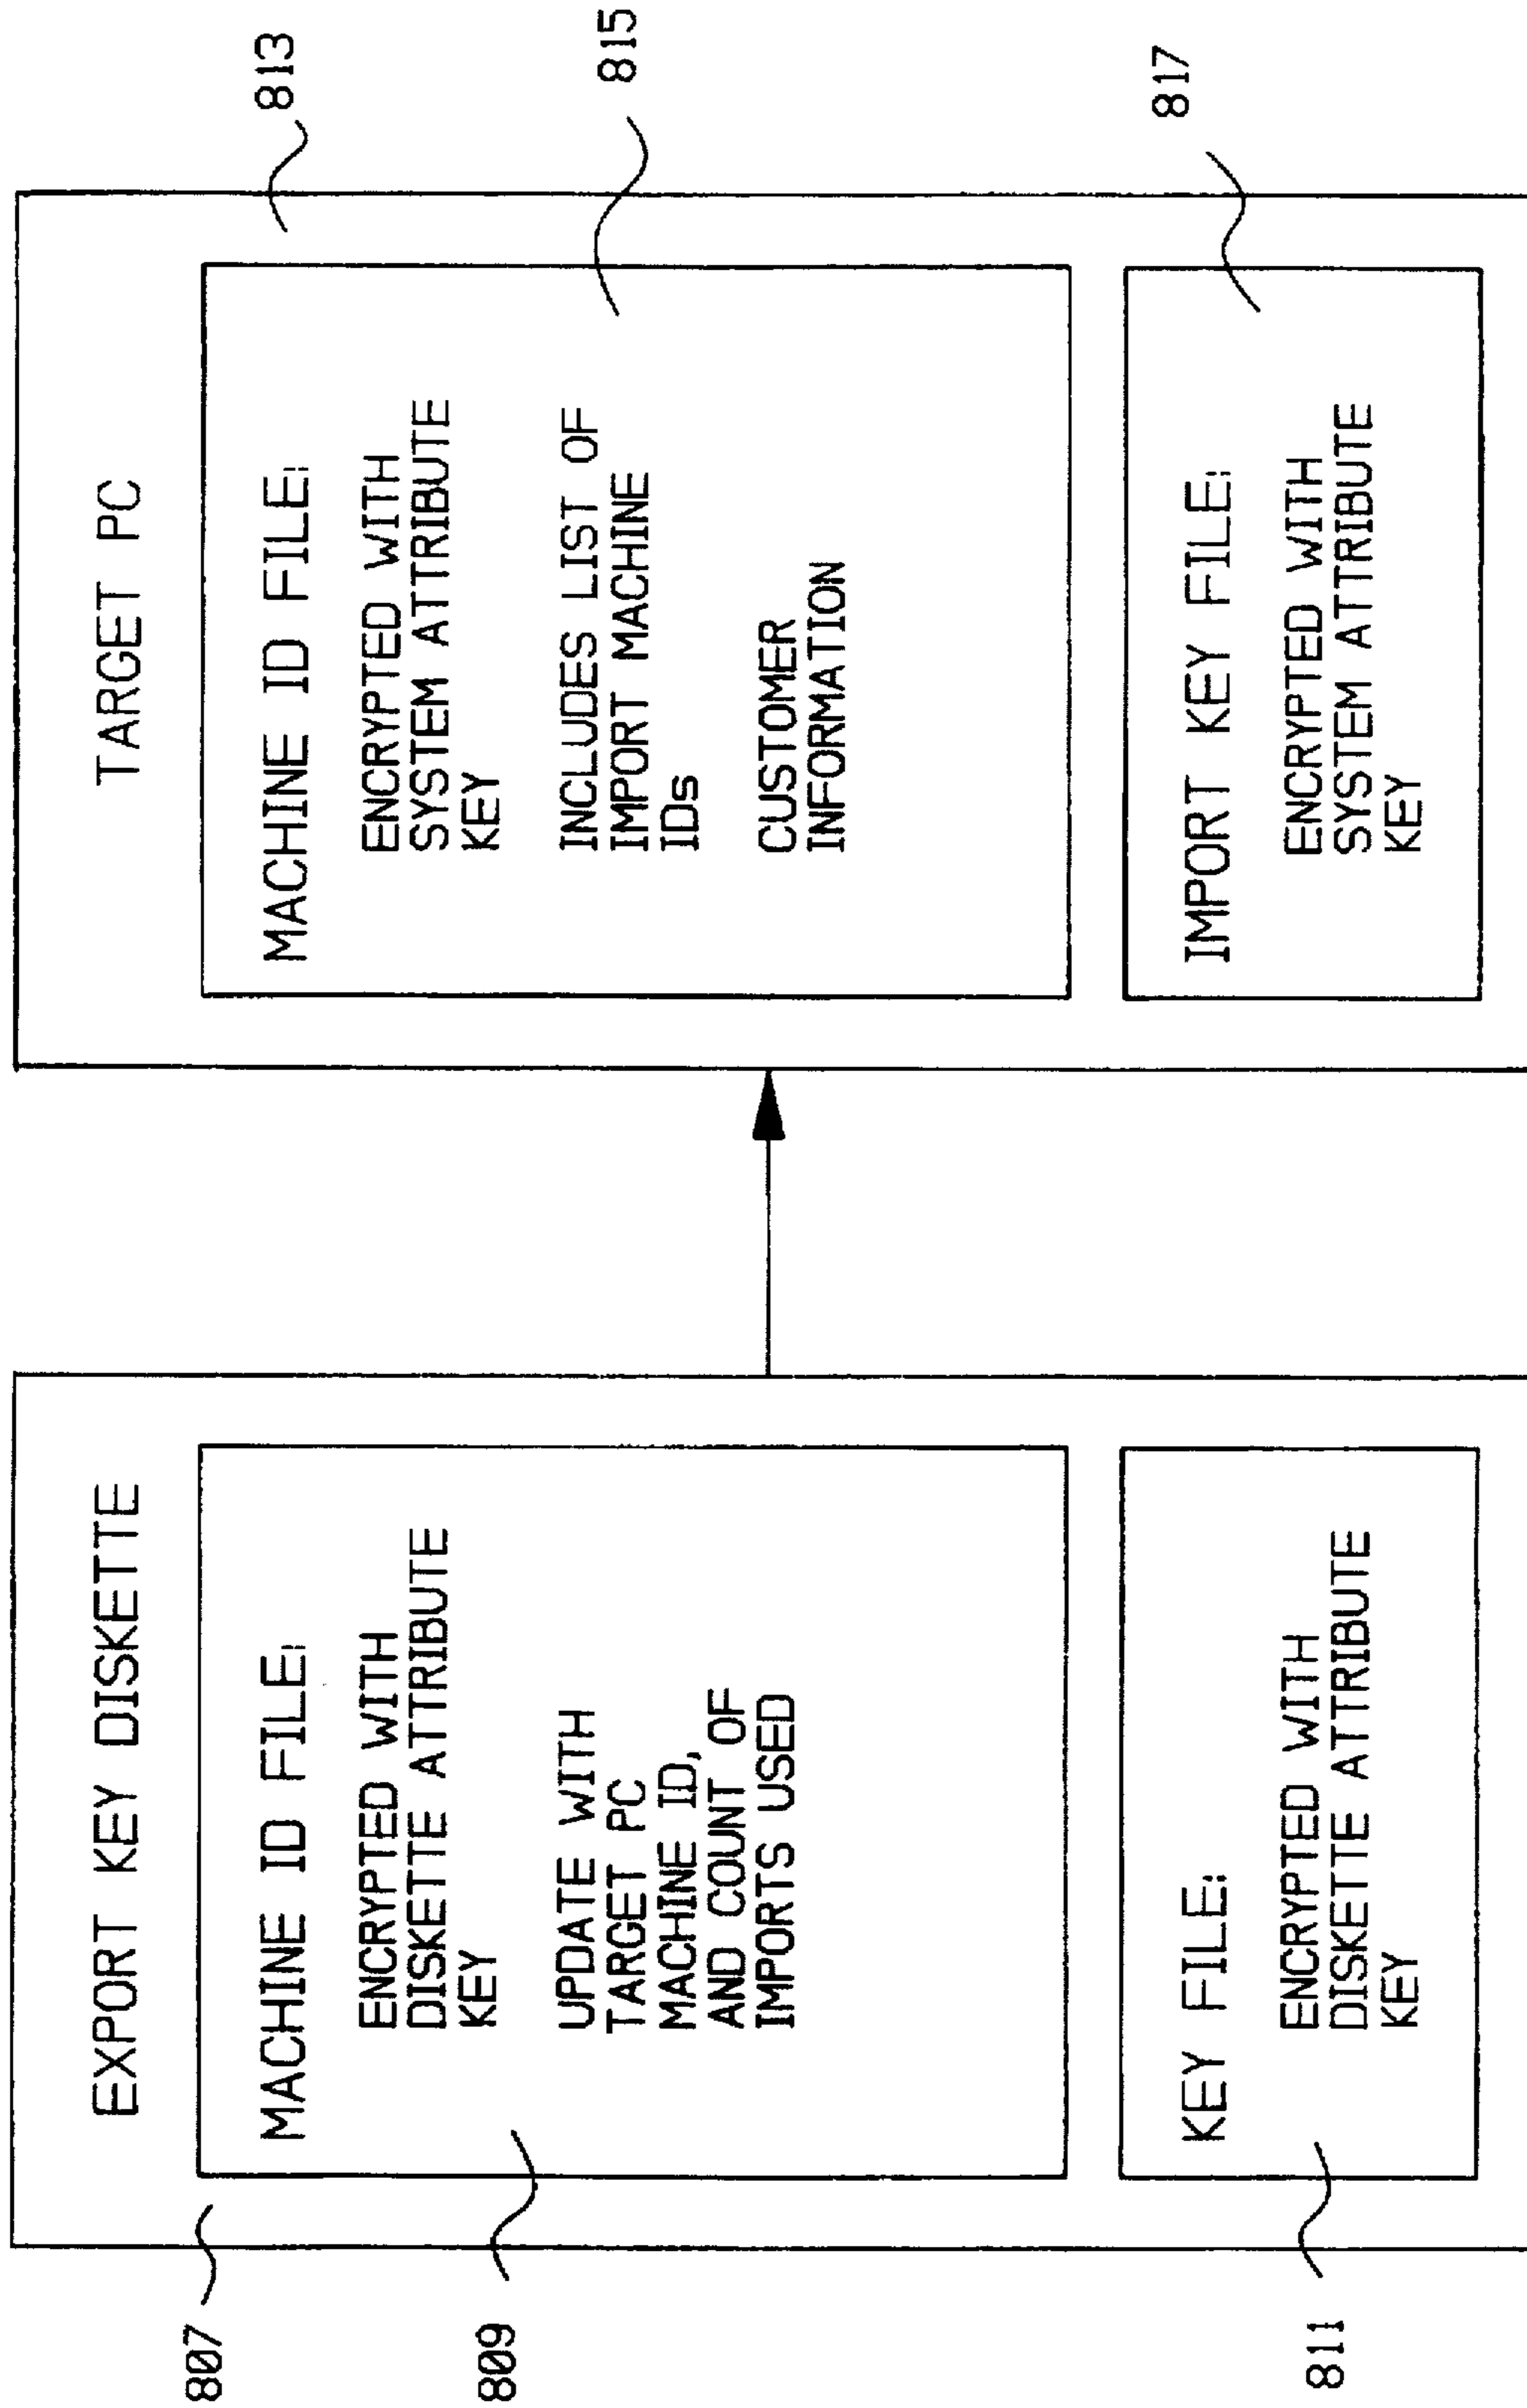 EXPORT KEY DISKETTE
807
MACHINE ID FILE:
ENCRYPTED WITH
DISKETTE ATTRIBUTE
KEY
UPDATE WITH
TARGET PC
MACHINE ID,
AND COUNT OF
IMPORTS USED
809
KEY FILE:
ENCRYPTED WITH
DISKETTE ATTRIBUTE
KEY
811
TARGET PC
813
MACHINE ID FILE:
ENCRYPTED WITH
SYSTEM ATTRIBUTE
KEY
INCLUDES LIST OF
IMPORT MACHINE
IDs
CUSTOMER
INFORMATION
815
IMPORT KEY FILE:
ENCRYPTED WITH
SYSTEM ATTRIBUTE
KEY
817